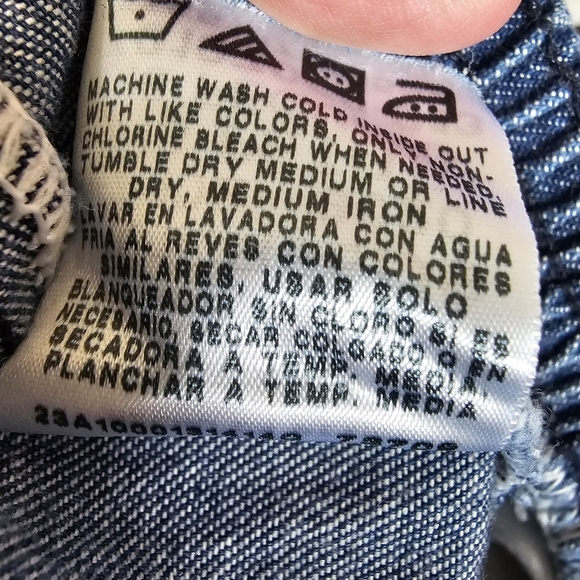 MACHINE WASH COLD INSIDE OUT
WITH LIKE COLORS, ONLY NON-
CHLORINE BLEACH WHEN NEEDED,
TUMBLE DRY MEDIUM OR LINE
DRY, MEDIUM IRON
LAVAR EN LAVADORA CON AGUA
FRIA AL REVES CON COLORES
SIMILARES, USAR SOLO
BLANQUEADOR SIN CLORO SI ES
NECESARIO, SECAR COLGADO O EN
SECADORA A TEMP. MEDIA,
PLANCHAR A TEMP. MEDIA